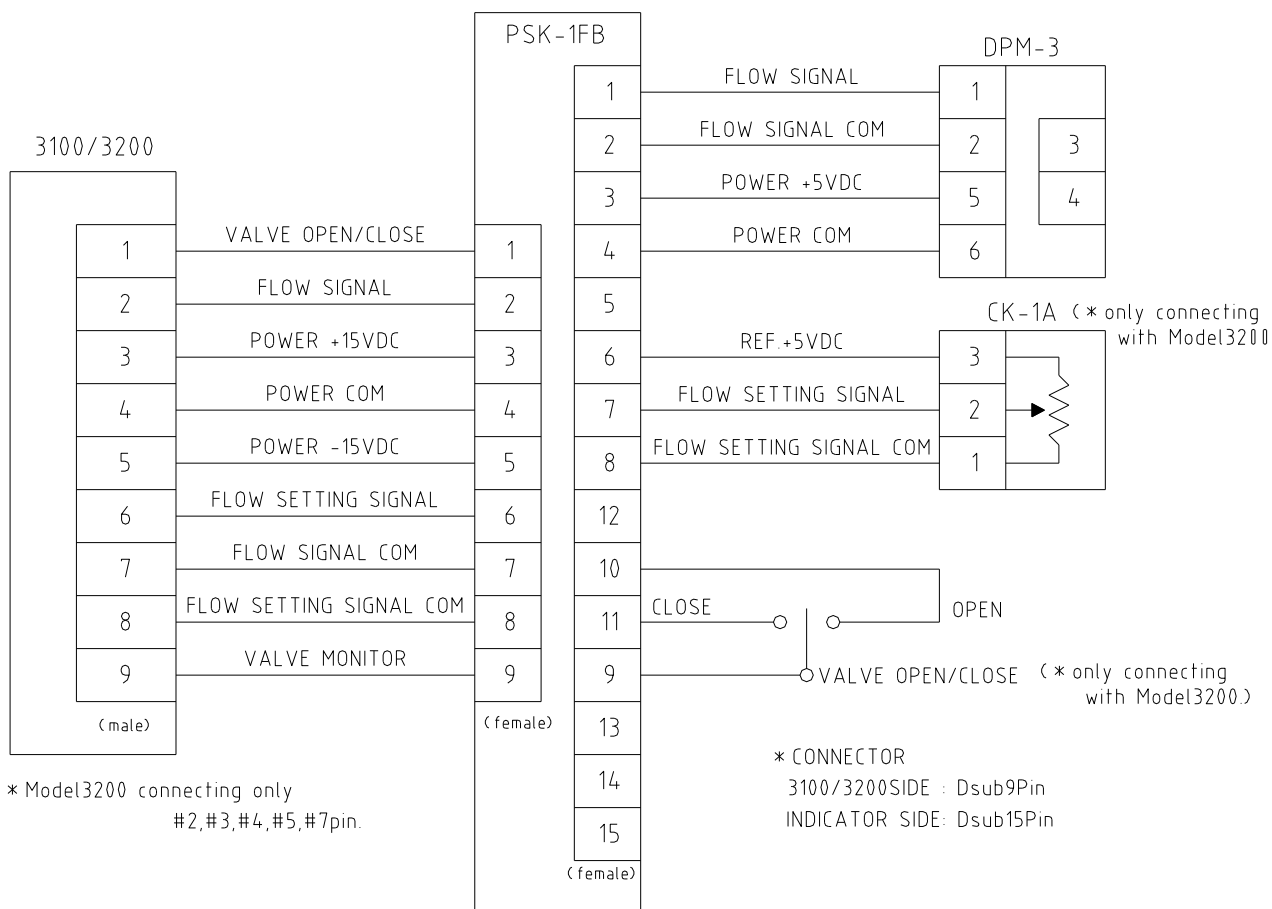 PSK-1FB
DPM-3
3100/3200
1
FLOW SIGNAL
1
2
FLOW SIGNAL COM
2
3
3
POWER +5VDC
5
4
4
POWER COM
6
5
CK-1A (* only connecting
with Model3200
6
REF.+5VDC
3
7
FLOW SETTING SIGNAL
2
8
FLOW SETTING SIGNAL COM
1
12
10
11
CLOSE
OPEN
9
VALVE OPEN/CLOSE (* only connecting
with Model3200.)
13
14
15
(female)
1
VALVE OPEN/CLOSE
1
2
FLOW SIGNAL
2
3
POWER +15VDC
3
4
POWER COM
4
5
POWER -15VDC
5
6
FLOW SETTING SIGNAL
6
7
FLOW SIGNAL COM
7
8
FLOW SETTING SIGNAL COM
8
9
VALVE MONITOR
9
(male)
(female)
* Model3200 connecting only
#2,#3,#4,#5,#7pin.
* CONNECTOR
3100/3200SIDE : Dsub9Pin
INDICATOR SIDE: Dsub15Pin